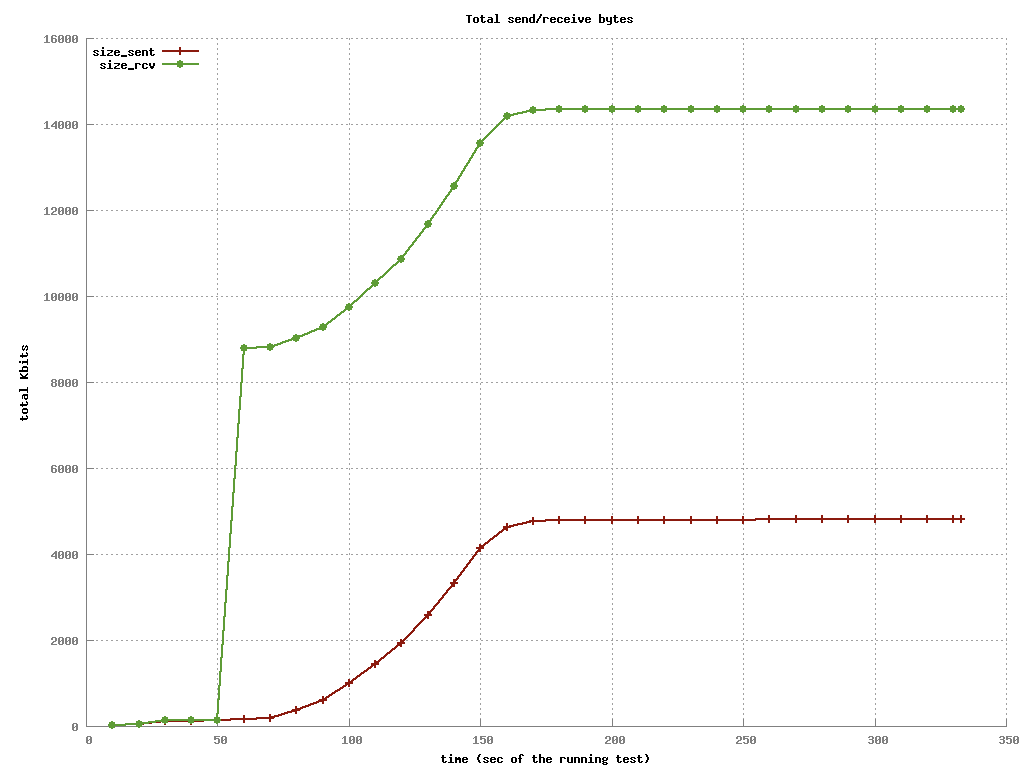 Total send/receive bytes
16000
size_sent
size_rcv
14000
12000
10000
total Kbits
8000
6000
4000
2000
0
0 50 100 150 200 250 300 350
time (sec of the running test)